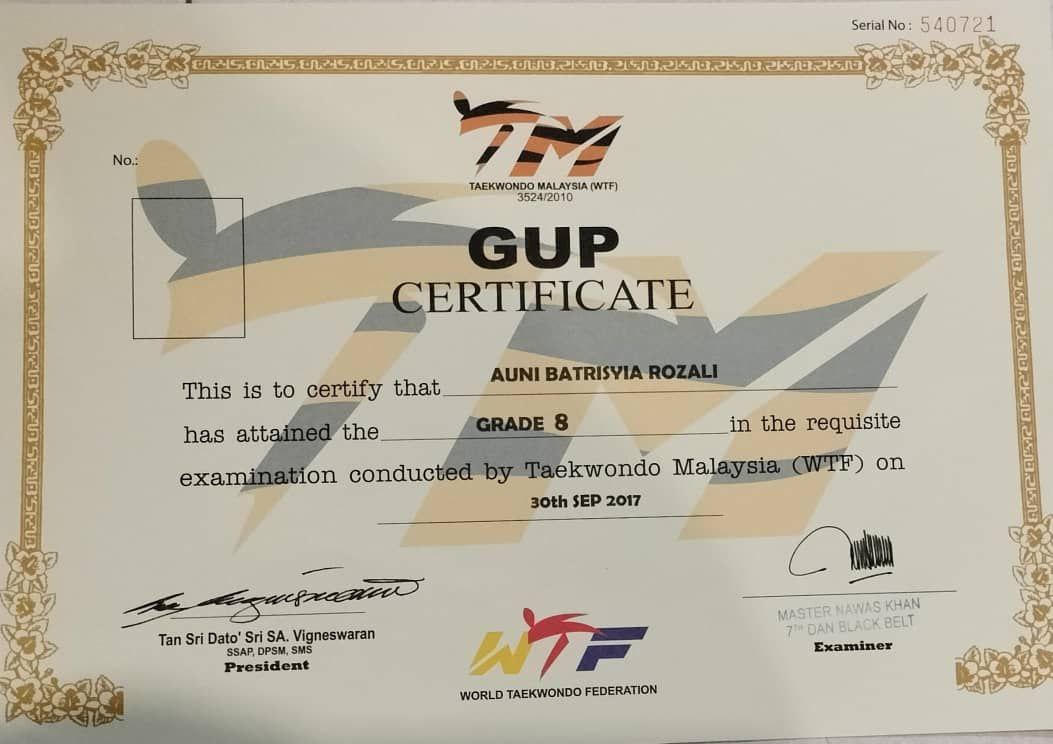 Serial No : 540721
No.:
TM
TAEKWONDO MALAYSIA (WTF)
3524/2010
GUP
CERTIFICATE
This is to certify that AUNI BATRISYIA ROZALI
has attained the GRADE 8 in the requisite
examination conducted by Taekwondo Malaysia (WTF) on
30th SEP 2017
Tan Sri Dato' Sri SA. Vigneswaran
SSAP, DPSM, SMS
President
WTF
WORLD TAEKWONDO FEDERATION
MASTER NAWAS KHAN
7TH DAN BLACK BELT
Examiner